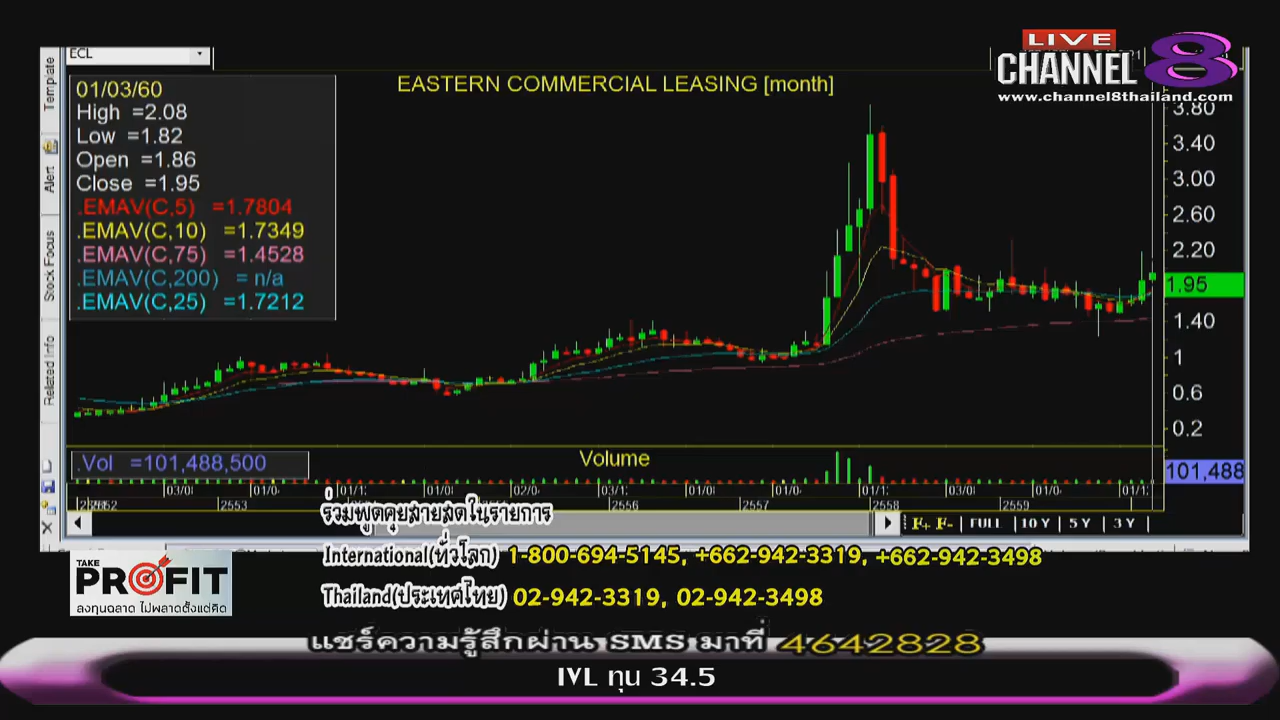 ECL
LIVE
CHANNEL 8
www.channel8thailand.com
Template
Alert
Stock Focus
Related Info
EASTERN COMMERCIAL LEASING [month]
01/03/60
High =2.08
Low =1.82
Open =1.86
Close =1.95
.EMAV(C,5) =1.7804
.EMAV(C,10) =1.7349
.EMAV(C,75) =1.4528
.EMAV(C,200) = n/a
.EMAV(C,25) =1.7212
3.80
3.40
3.00
2.60
2.20
1.95
1.40
1
0.6
0.2
.Vol =101,488,500
Volume
101,488
2553
2556
2557
2558
2559
FULL 10 Y 5 Y 3 Y
ร่วมพูดคุยสายสดในรายการ
International(ทั่วโลก) 1-800-694-5145, +662-942-3319, +662-942-3498
Thailand(ประเทศไทย) 02-942-3319, 02-942-3498
TAKE PROFIT
ลงทุนฉลาด ไม่พลาดตั้งแต่คิด
แชร์ความรู้สึกผ่าน SMS มาที่ 4642828
IVL ทุน 34.5